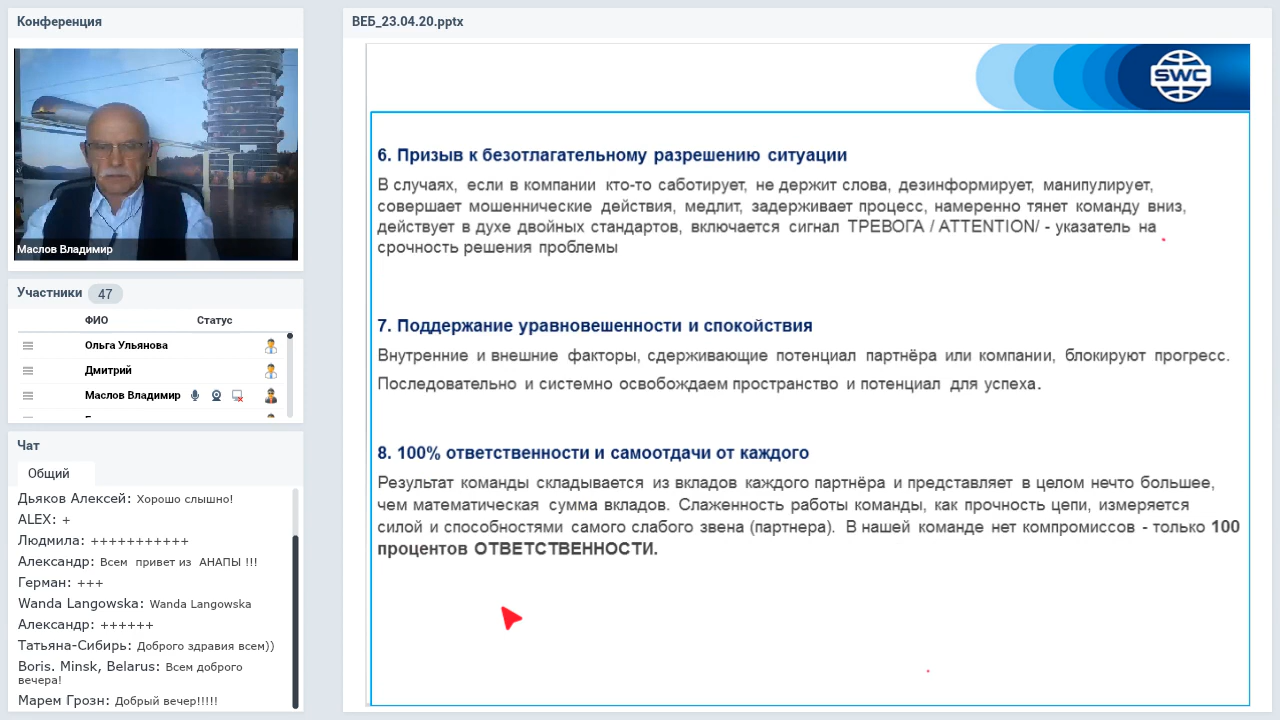 Конференция
Маслов Владимир
Участники 47
ФИО Статус
Ольга Ульянова
Дмитрий
Маслов Владимир
Чат
Общий
Дьяков Алексей: Хорошо слышно!
ALEX: +
Людмила: +++++++++++
Александр: Всем привет из АНАПЫ !!!
Герман: +++
Wanda Langowska: Wanda Langowska
Александр: ++++++
Татьяна-Сибирь: Доброго здравия всем))
Boris. Minsk, Belarus: Всем доброго
вечера!
Марем Грозн: Добрый вечер!!!!!
ВЕБ_23.04.20.pptx
SWC
6. Призыв к безотлагательному разрешению ситуации
В случаях, если в компании кто-то саботирует, не держит слова, дезинформирует, манипулирует,
совершает мошеннические действия, медлит, задерживает процесс, намеренно тянет команду вниз,
действует в духе двойных стандартов, включается сигнал ТРЕВОГА / ATTENTION/ - указатель на
срочность решения проблемы
7. Поддержание уравновешенности и спокойствия
Внутренние и внешние факторы, сдерживающие потенциал партнёра или компании, блокируют прогресс.
Последовательно и системно освобождаем пространство и потенциал для успеха.
8. 100% ответственности и самоотдачи от каждого
Результат команды складывается из вкладов каждого партнёра и представляет в целом нечто большее,
чем математическая сумма вкладов. Слаженность работы команды, как прочность цепи, измеряется
силой и способностями самого слабого звена (партнера). В нашей команде нет компромиссов - только 100
процентов ОТВЕТСТВЕННОСТИ.